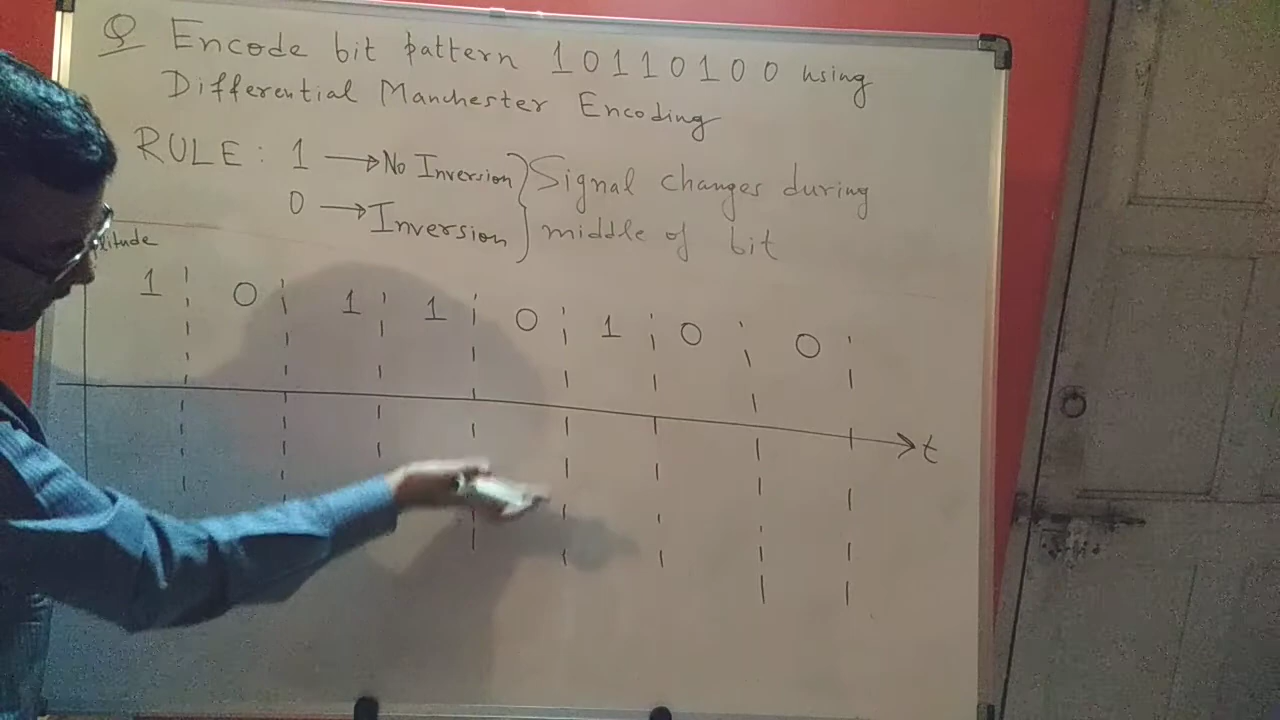 Q Encode bit pattern 10110100 using
Differential Manchester Encoding
RULE: 1 → No Inversion } Signal changes during
0 → Inversion } middle of bit
1 0 1 1 0 1 0 0
t